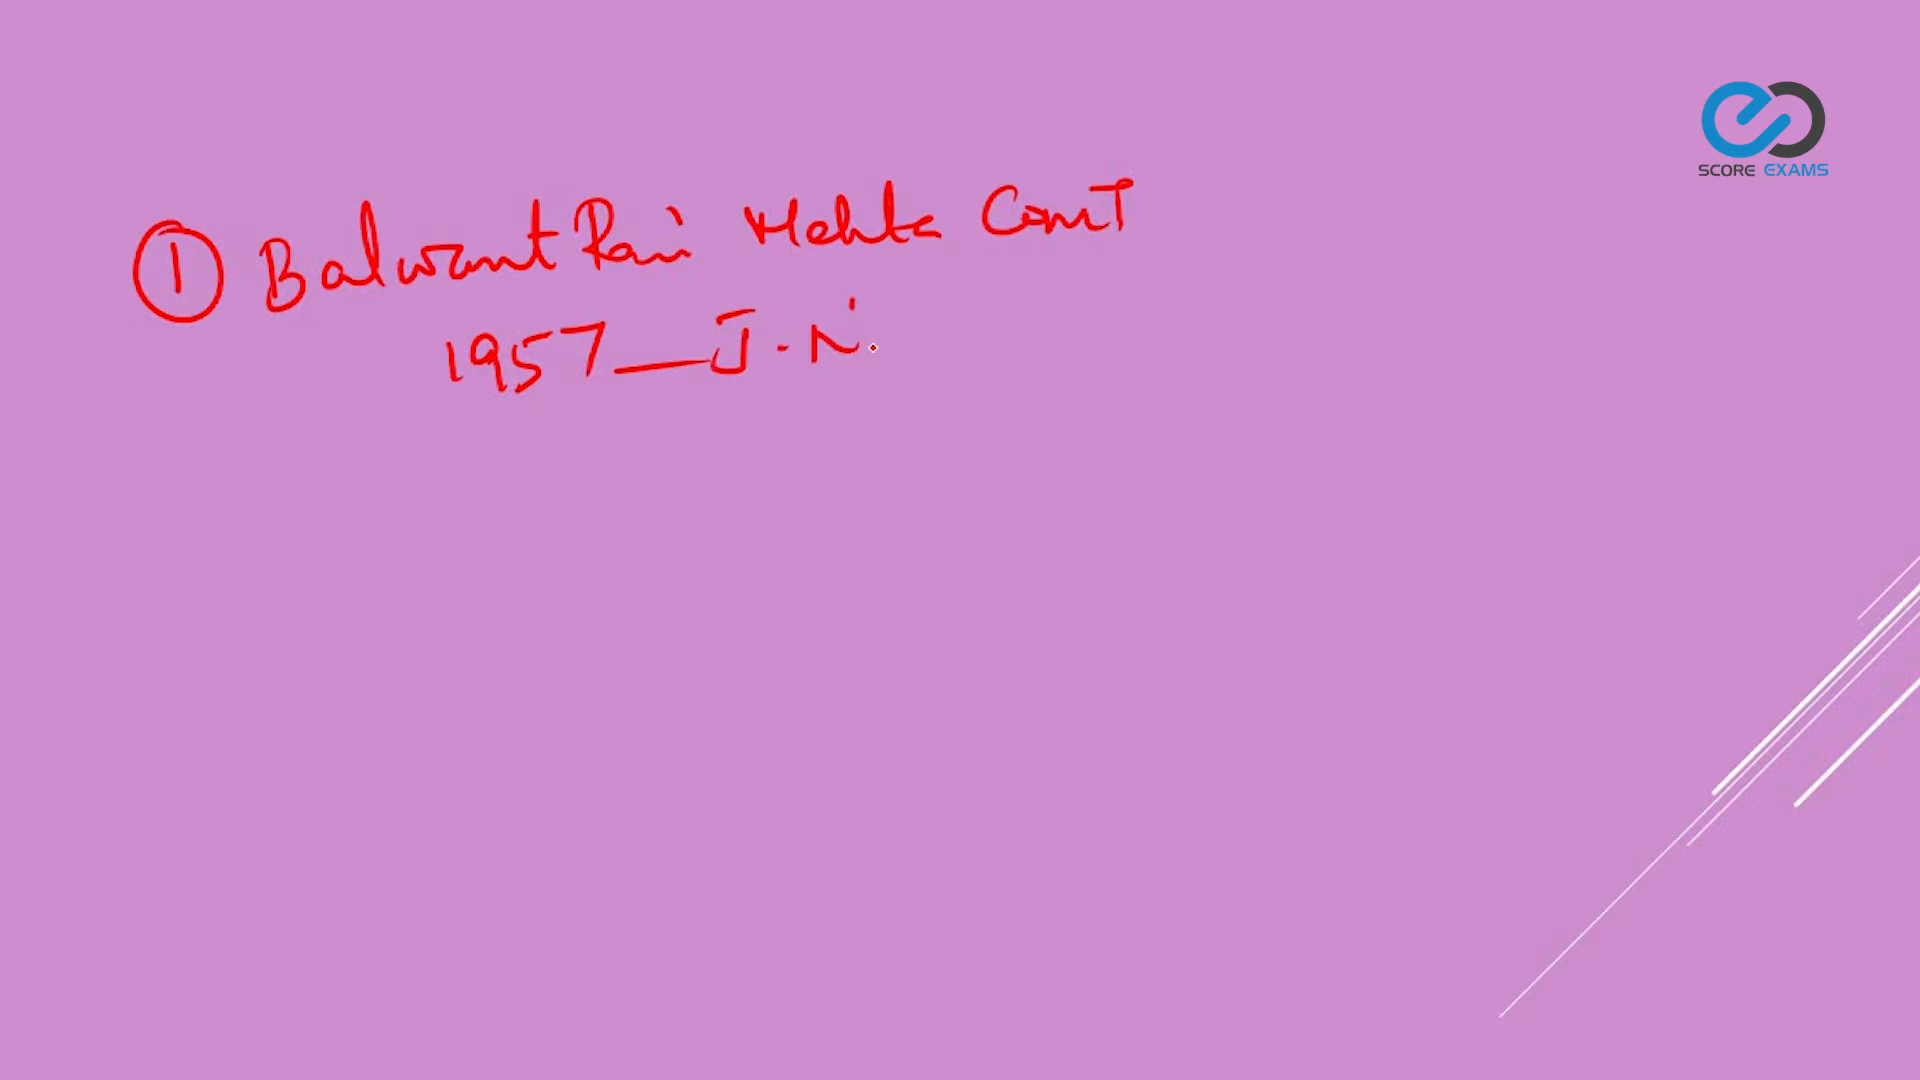 SCORE EXAMS
① Balwant Rai Mehta Comt
1957 — J. N.